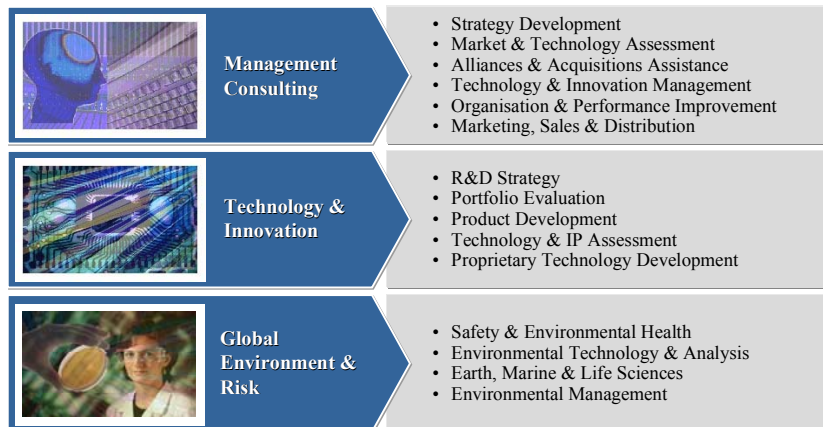 Management
Consulting
• Strategy Development
• Market & Technology Assessment
• Alliances & Acquisitions Assistance
• Technology & Innovation Management
• Organisation & Performance Improvement
• Marketing, Sales & Distribution
Technology &
Innovation
• R&D Strategy
• Portfolio Evaluation
• Product Development
• Technology & IP Assessment
• Proprietary Technology Development
Global
Environment &
Risk
• Safety & Environmental Health
• Environmental Technology & Analysis
• Earth, Marine & Life Sciences
• Environmental Management